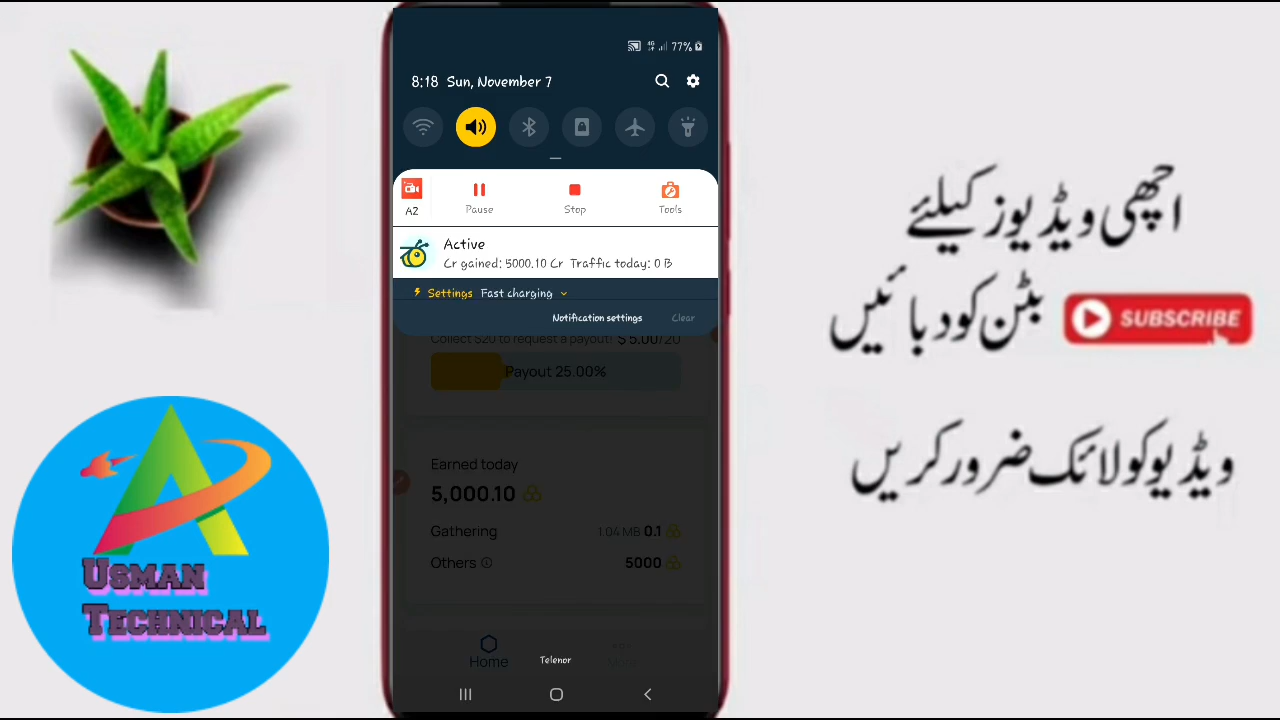 4G 77%
8:18 Sun, November 7
AZ
Pause
Stop
Tools
Active
Cr gained: 5000.10 Cr Traffic today: 0 B
Settings Fast charging
Notification settings Clear
Collect $20 to request a payout! $ 5.00/20
Payout 25.00%
Earned today
5,000.10
Gathering 1.04 MB 0.1
Others 5000
Home
More
Telenor
اچھی ویڈیوز کیلئے
بٹن کو دبائیں SUBSCRIBE
ویڈیو کو لائک ضرور کریں
USMAN
TECHNICAL